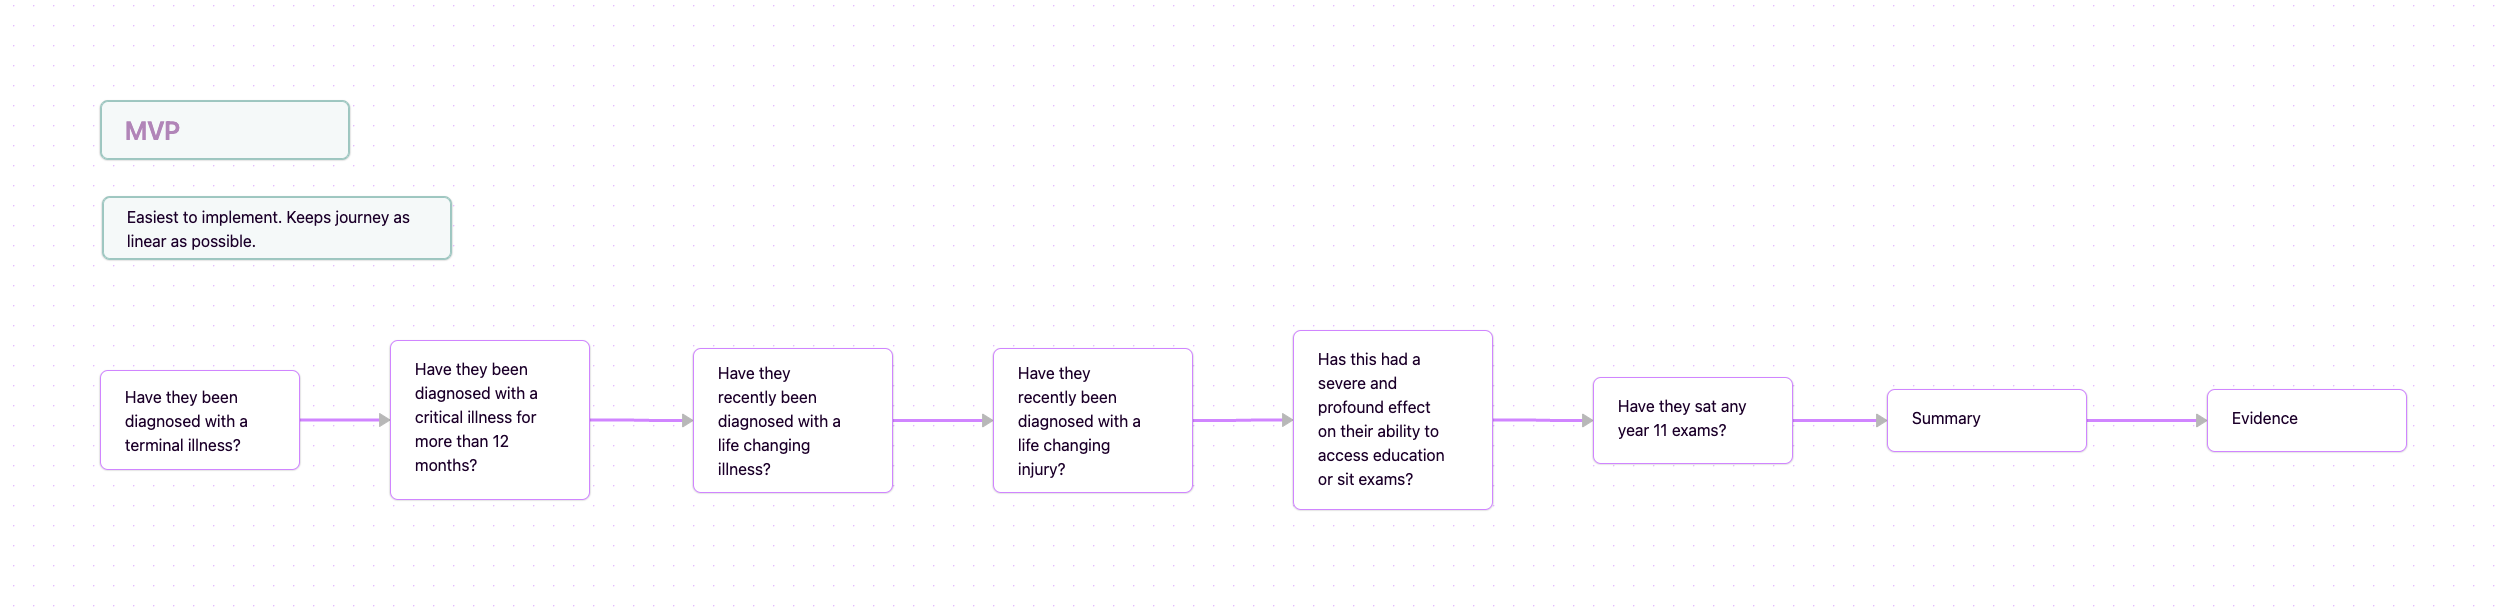 MVP
Easiest to implement. Keeps journey as
linear as possible.
Have they been
diagnosed with a
terminal illness?
Have they been
diagnosed with a
critical illness for
more than 12
months?
Have they
recently been
diagnosed with a
life changing
illness?
Have they
recently been
diagnosed with a
life changing
injury?
Has this had a
severe and
profound effect
on their ability to
access education
or sit exams?
Have they sat any
year 11 exams?
Summary
Evidence